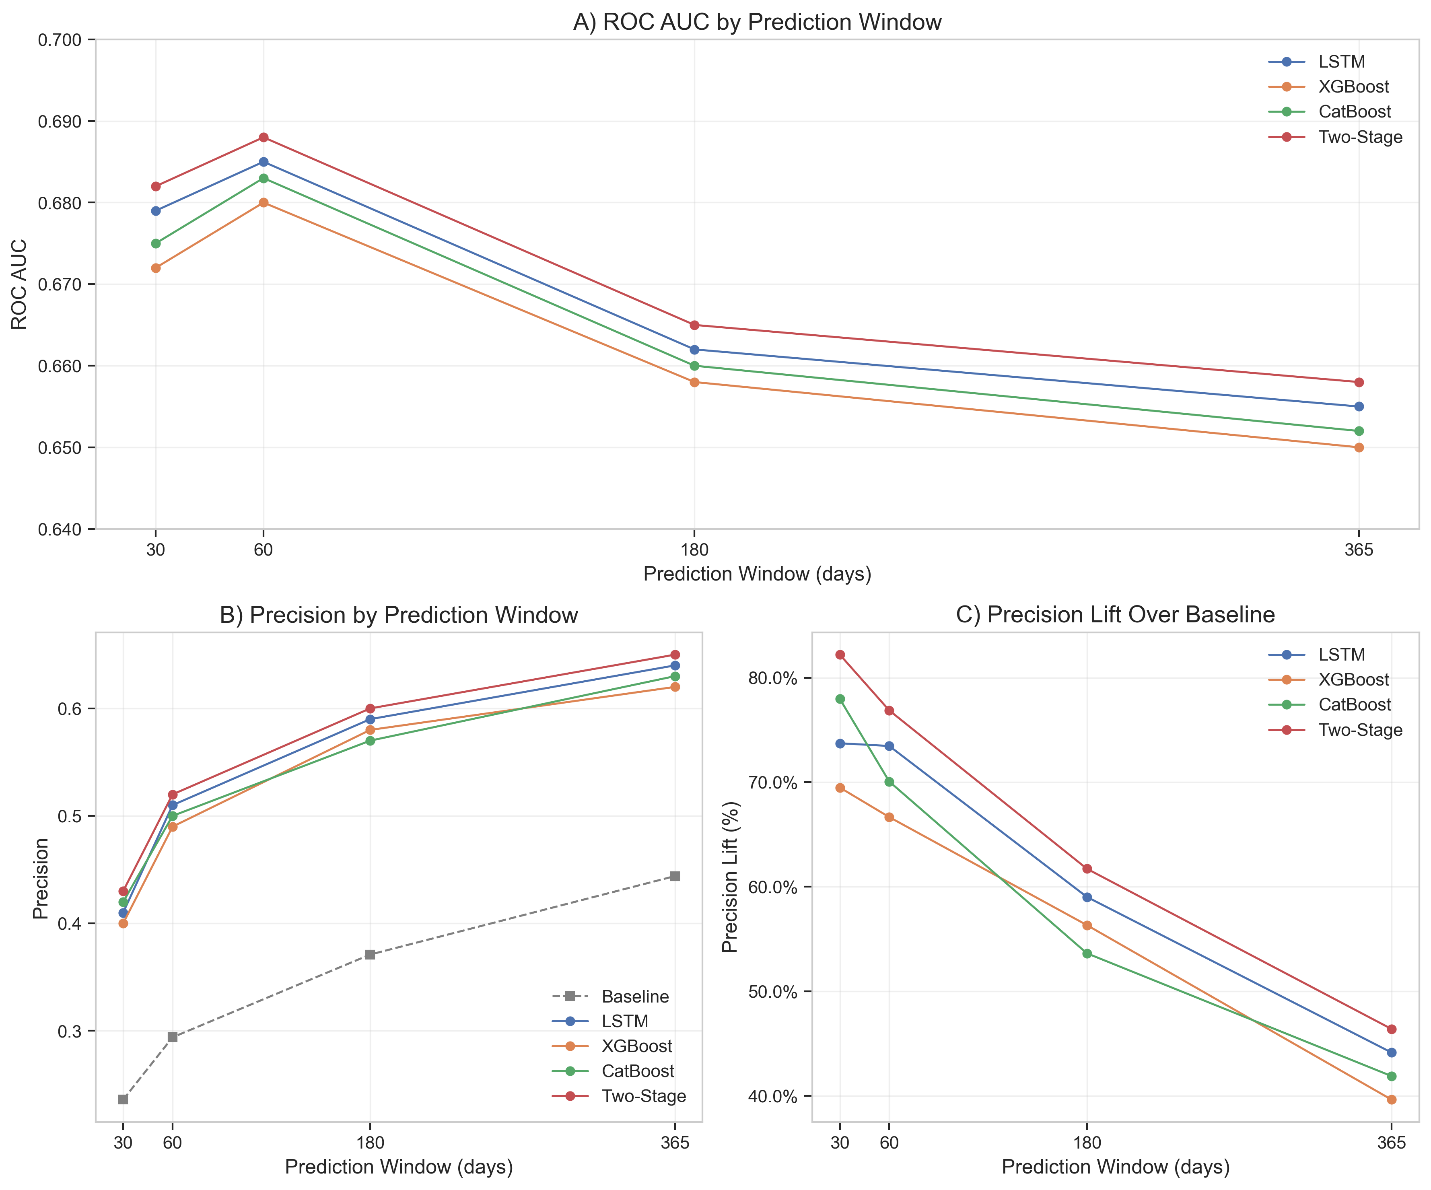 A) ROC AUC by Prediction Window
0.700
0.690
0.680
0.670
0.660
0.650
0.640
ROC AUC
LSTM
XGBoost
CatBoost
Two-Stage
30 60 180 365
Prediction Window (days)
B) Precision by Prediction Window
0.6
0.5
0.4
0.3
Precision
Baseline
LSTM
XGBoost
CatBoost
Two-Stage
30 60 180 365
Prediction Window (days)
C) Precision Lift Over Baseline
80.0%
70.0%
60.0%
50.0%
40.0%
Precision Lift (%)
LSTM
XGBoost
CatBoost
Two-Stage
30 60 180 365
Prediction Window (days)